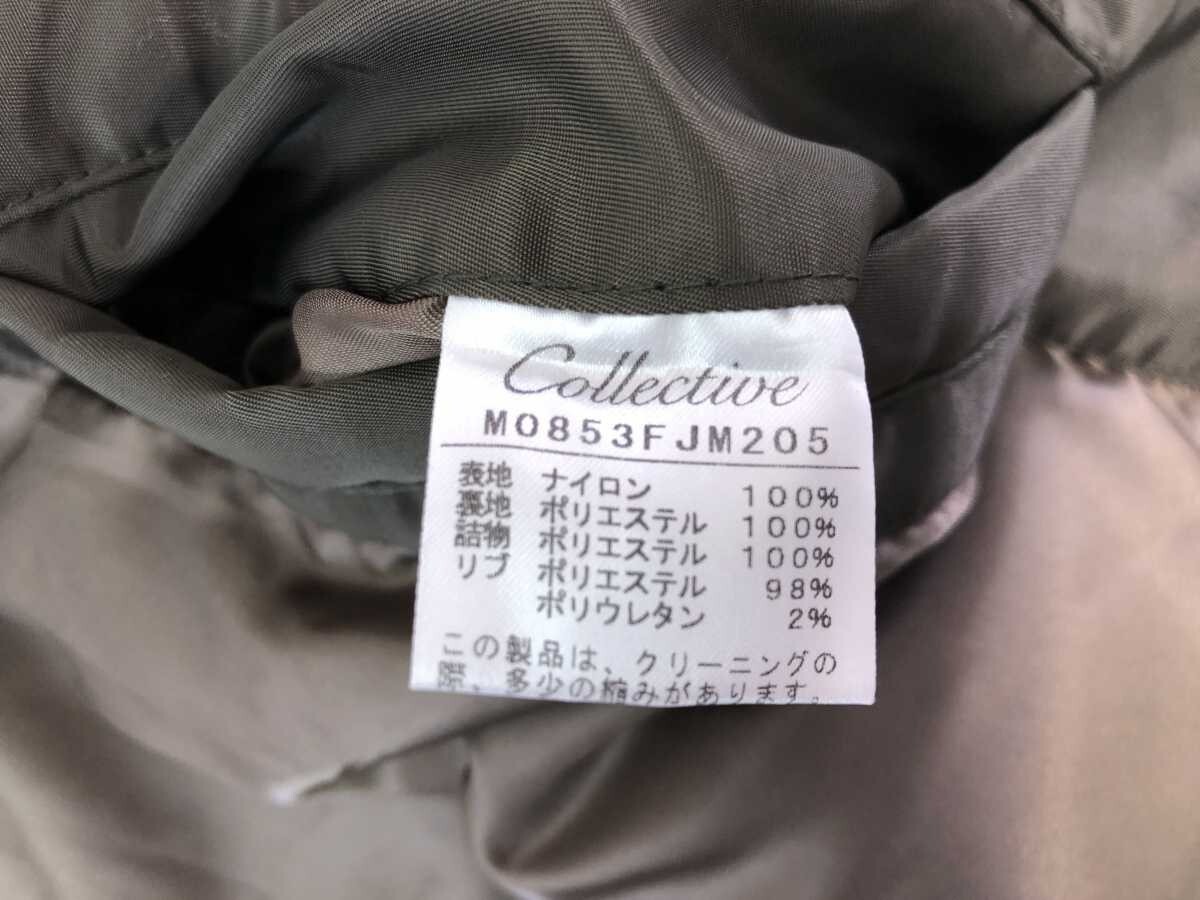 Collective
M0853FJM205
表地 ナイロン 100%
裏地 ポリエステル 100%
詰物 ポリエステル 100%
リブ ポリエステル 98%
ポリウレタン 2%
この製品は、クリーニングの
際、多少の縮みがあります。